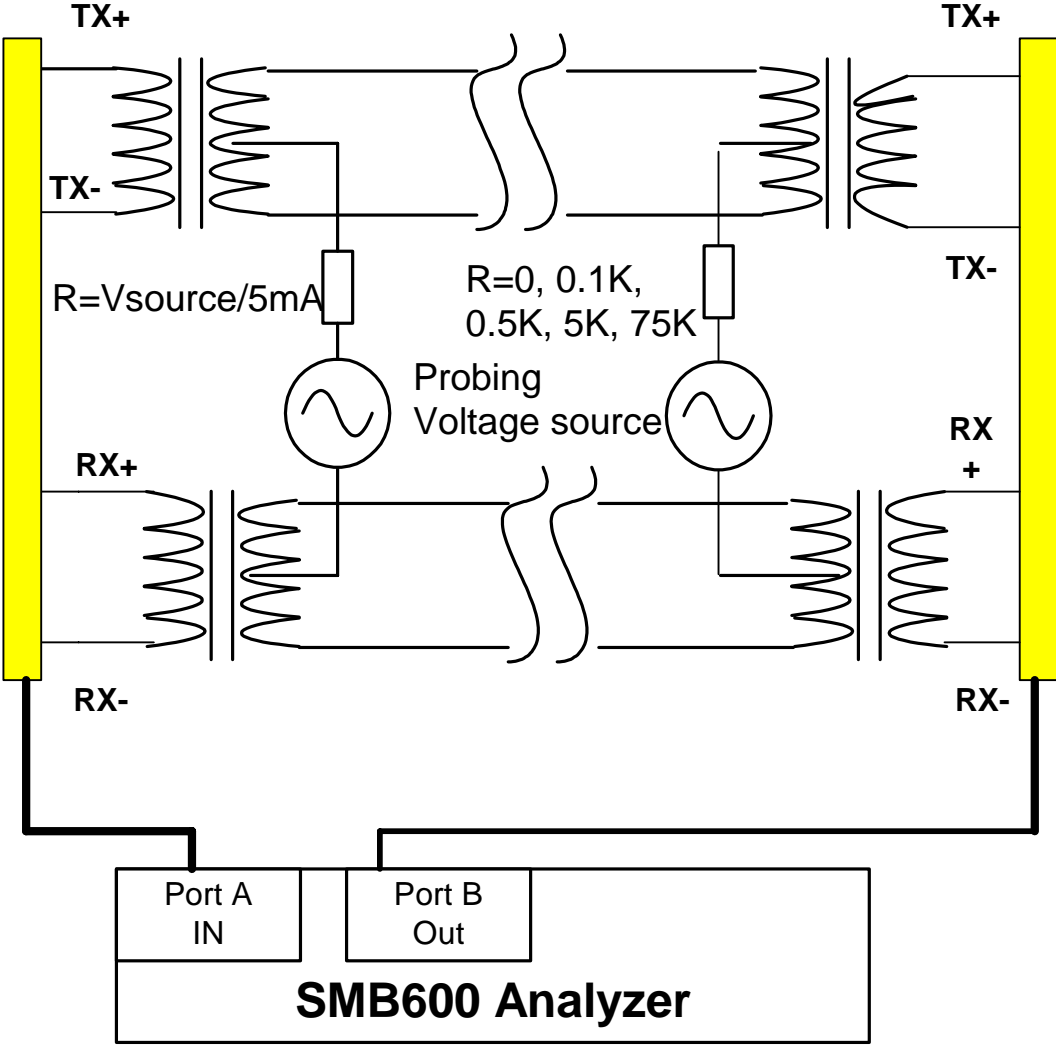 TX+
TX+
TX-
TX-
R=Vsource/5mA
R=0, 0.1K,
0.5K, 5K, 75K
Probing
Voltage source
RX+
RX
+
RX-
RX-
Port A
IN
Port B
Out
SMB600 Analyzer